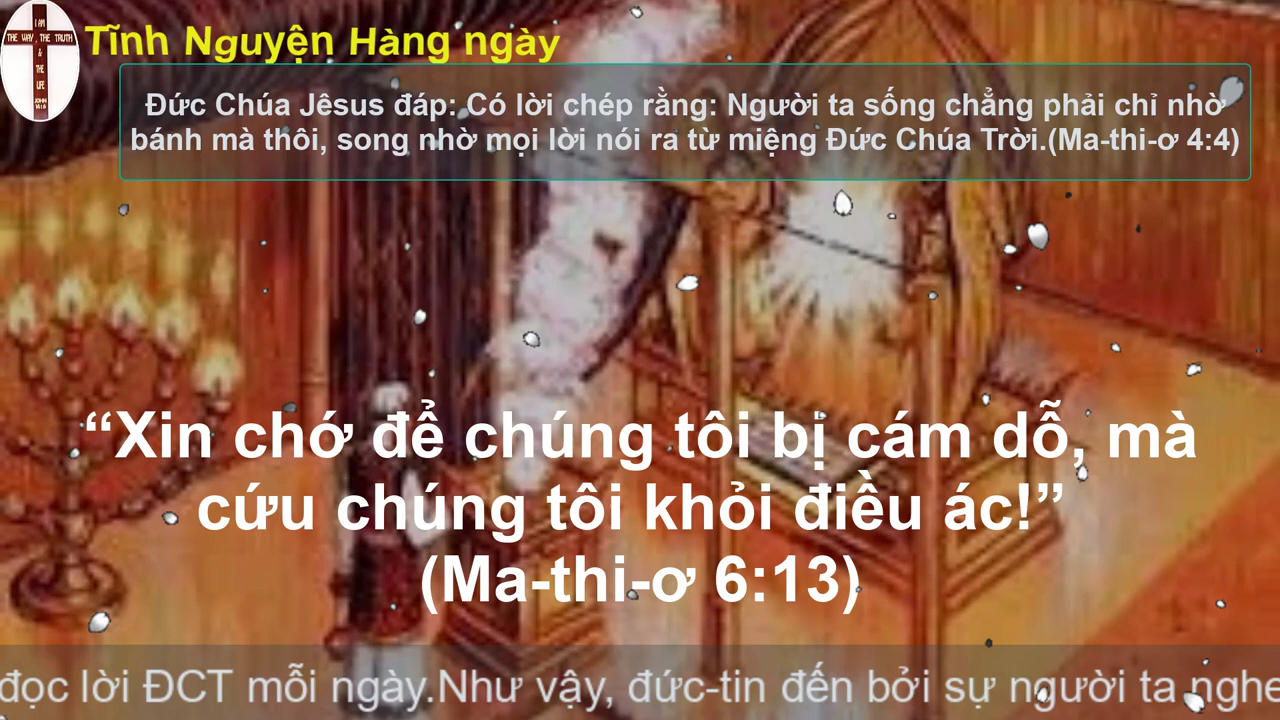 I AM
THE WAY, THE TRUTH
&
THE
LIFE
JOHN
14:6
Tĩnh Nguyện Hàng ngày
Đức Chúa Jêsus đáp: Có lời chép rằng: Người ta sống chẳng phải chỉ nhờ
bánh mà thôi, song nhờ mọi lời nói ra từ miệng Đức Chúa Trời.(Ma-thi-ơ 4:4)
“Xin chớ để chúng tôi bị cám dỗ, mà
cứu chúng tôi khỏi điều ác!”
(Ma-thi-ơ 6:13)
đọc lời ĐCT mỗi ngày.Như vậy, đức-tin đến bởi sự người ta nghe